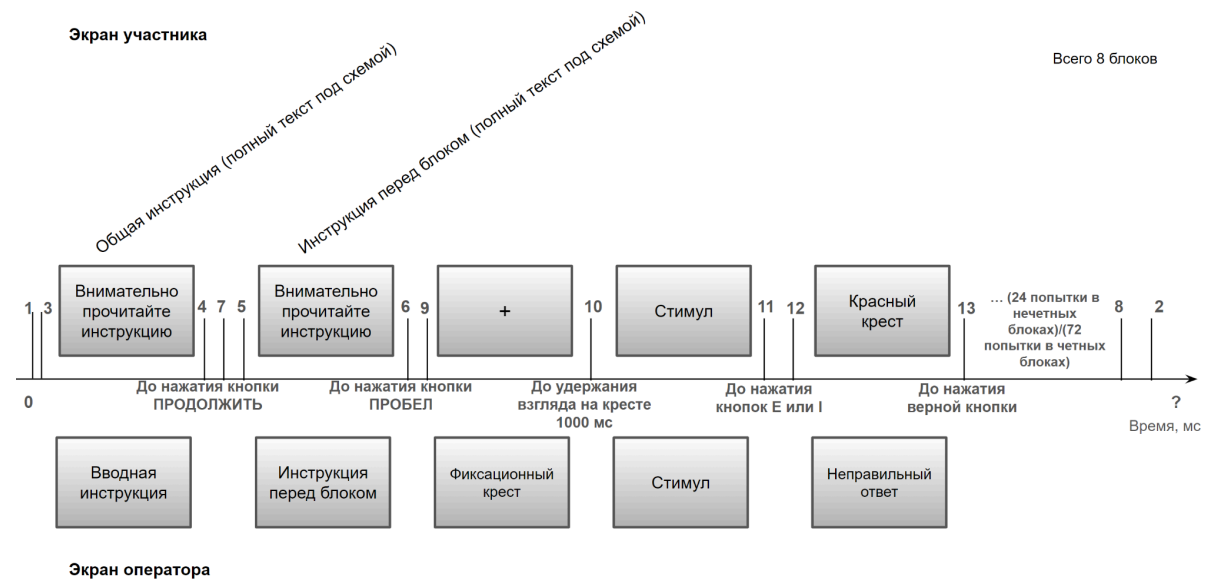 Экран участника
Всего 8 блоков
Общая инструкция (полный текст под схемой)
Инструкция перед блоком (полный текст под схемой)
1
3
Внимательно
прочитайте
инструкцию
4
7
5
Внимательно
прочитайте
инструкцию
6
9
+
10
Стимул
11
12
Красный
крест
13
... (24 попытки в
нечетных
блоках)/(72
попытки в четных
блоках)
8
2
0
До нажатия кнопки
ПРОДОЛЖИТЬ
До нажатия кнопки
ПРОБЕЛ
До удержания
взгляда на кресте
1000 мс
До нажатия
кнопок E или I
До нажатия
верной кнопки
?
Время, мс
Вводная
инструкция
Инструкция
перед блоком
Фиксационный
крест
Стимул
Неправильный
ответ
Экран оператора